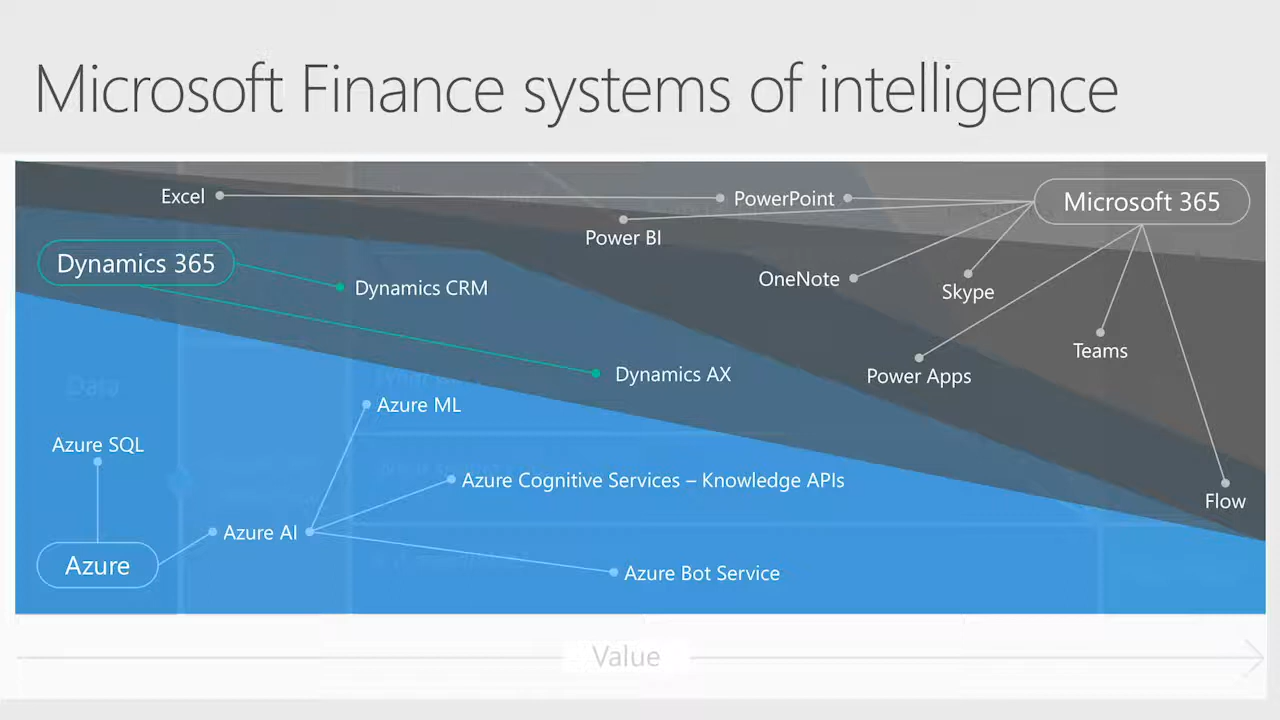 Microsoft Finance systems of intelligence
Excel
PowerPoint
Microsoft 365
Power BI
Dynamics 365
Dynamics CRM
OneNote
Skype
Teams
Dynamics AX
Power Apps
Data
Azure ML
Azure SQL
Azure Cognitive Services – Knowledge APIs
Flow
Azure AI
Azure
Azure Bot Service
Value